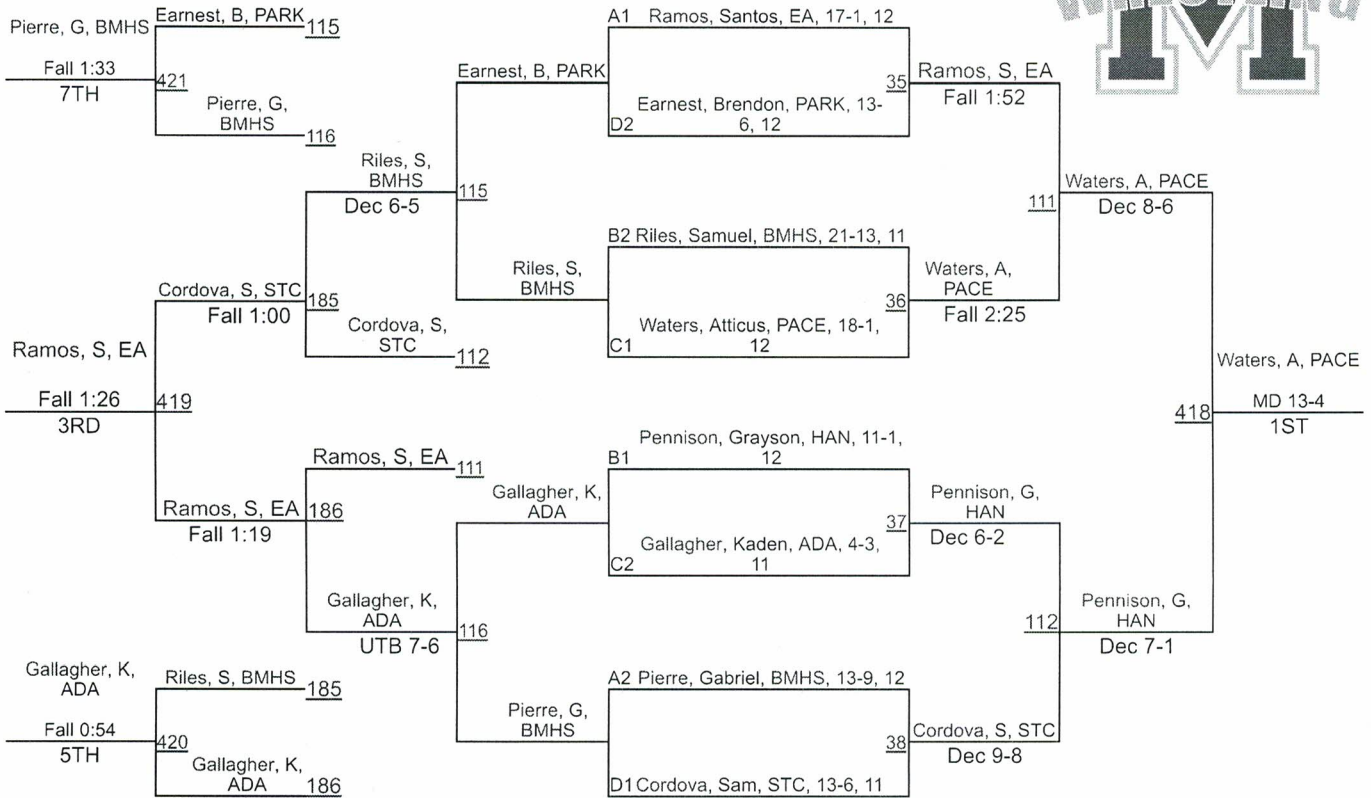 WRESTLING
M
Pierre, G, BMHS
Earnest, B, PARK
115
Fall 1:33
7TH
421
Pierre, G,
BMHS
116
Earnest, B, PARK
A1 Ramos, Santos, EA, 17-1, 12
35
Ramos, S, EA
Fall 1:52
Earnest, Brendon, PARK, 13-
D2 6, 12
Riles, S,
BMHS
115
Dec 6-5
Waters, A, PACE
111
Dec 8-6
B2 Riles, Samuel, BMHS, 21-13, 11
Riles, S,
BMHS
Waters, A,
PACE
36
Fall 2:25
Waters, Atticus, PACE, 18-1,
C1 12
Cordova, S, STC
185
Fall 1:00
Cordova, S,
STC
112
Ramos, S, EA
Fall 1:26
419
3RD
Waters, A, PACE
MD 13-4
418
1ST
Ramos, S, EA
111
Pennison, Grayson, HAN, 11-1,
B1 12
Gallagher, K,
ADA
37
Pennison, G,
HAN
Dec 6-2
Gallagher, Kaden, ADA, 4-3,
C2 11
Ramos, S, EA
186
Fall 1:19
Gallagher, K,
ADA
116
UTB 7-6
112
Pennison, G,
HAN
Dec 7-1
Gallagher, K,
ADA
Riles, S, BMHS
185
Fall 0:54
5TH
420
Gallagher, K,
ADA
186
Pierre, G,
BMHS
A2 Pierre, Gabriel, BMHS, 13-9, 12
38
Cordova, S, STC
Dec 9-8
D1 Cordova, Sam, STC, 13-6, 11